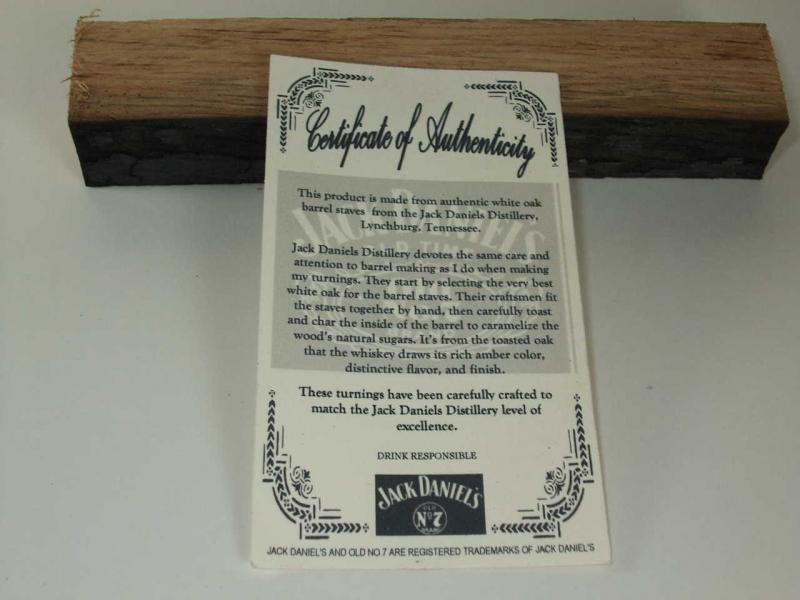 Certificate of Authenticity
This product is made from authentic white oak
barrel staves from the Jack Daniels Distillery,
Lynchburg, Tennessee.
Jack Daniels Distillery devotes the same care and
attention to barrel making as I do when making
my turnings. They start by selecting the very best
white oak for the barrel staves. Their craftsmen fit
the staves together by hand, then carefully toast
and char the inside of the barrel to caramelize the
wood's natural sugars. It's from the toasted oak
that the whiskey draws its rich amber color,
distinctive flavor, and finish.
These turnings have been carefully crafted to
match the Jack Daniels Distillery level of
excellence.
DRINK RESPONSIBLE
JACK DANIEL'S
OLD
No 7
BRAND
JACK DANIEL'S AND OLD NO.7 ARE REGISTERED TRADEMARKS OF JACK DANIEL'S